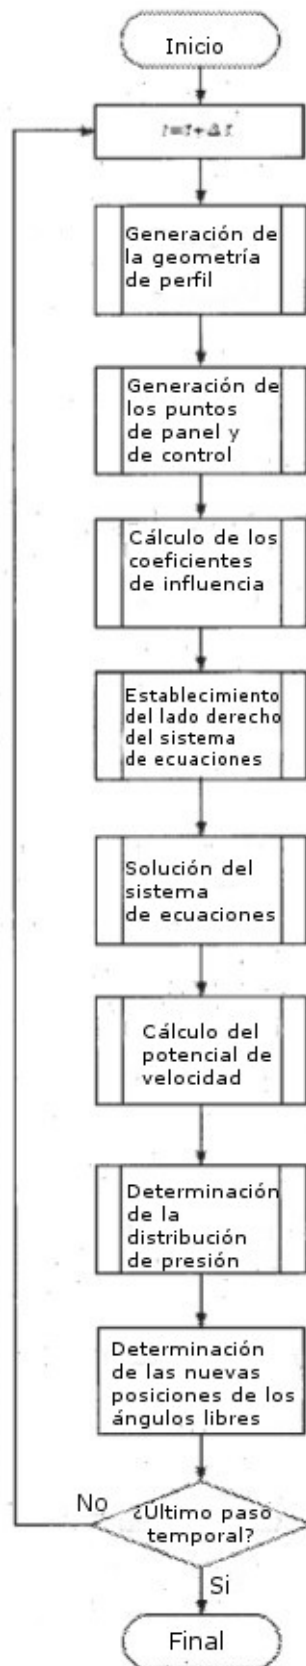 Inicio
t=t+Δt
Generación de
la geometría
de perfil
Generación de
los puntos
de panel y
de control
Cálculo de los
coeficientes
de influencia
Establecimiento
del lado derecho
del sistema
de ecuaciones
Solución del
sistema
de ecuaciones
Cálculo del
potencial de
velocidad
Determinación
de la
distribución
de presión
Determinación
de las nuevas
posiciones de los
ángulos libres
No
¿Ultimo paso
temporal?
Si
Final